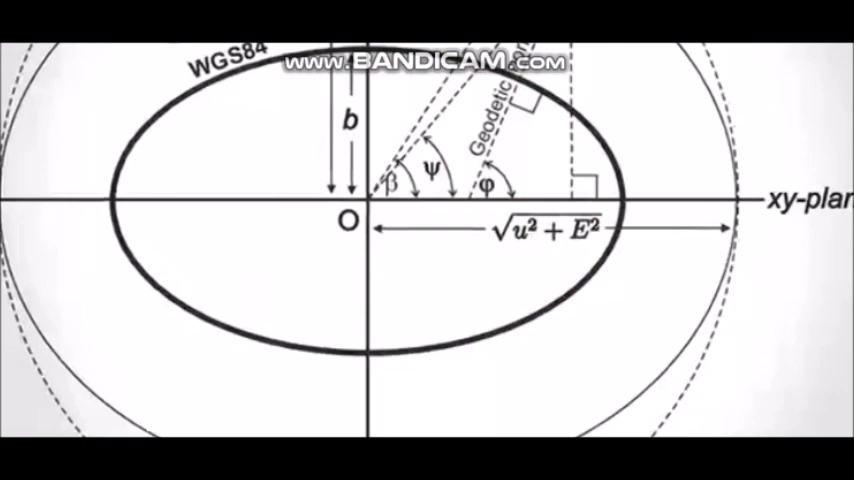 WGS84
www.BANDICAM.com
Geodetic
b
β
ψ
φ
xy-plan
O
√u² + E²